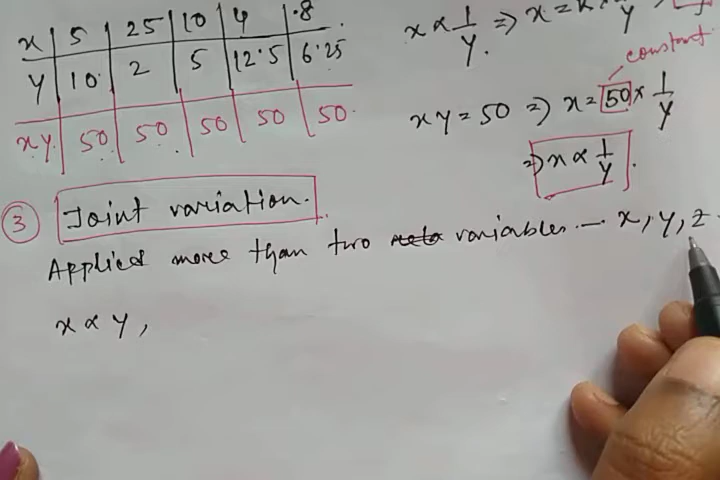 x 5 25 10 4 .8
y 10 2 5 12.5 6.25
xy. 50. 50. 50 50 50.
x ∝ 1/y. ⇒ x = k × 1/y
constant.
xy = 50 ⇒ x = 50 × 1/y
⇒ x ∝ 1/y.
③ Joint variation.
Applied more than two variables. – x, y, z.
x ∝ y,